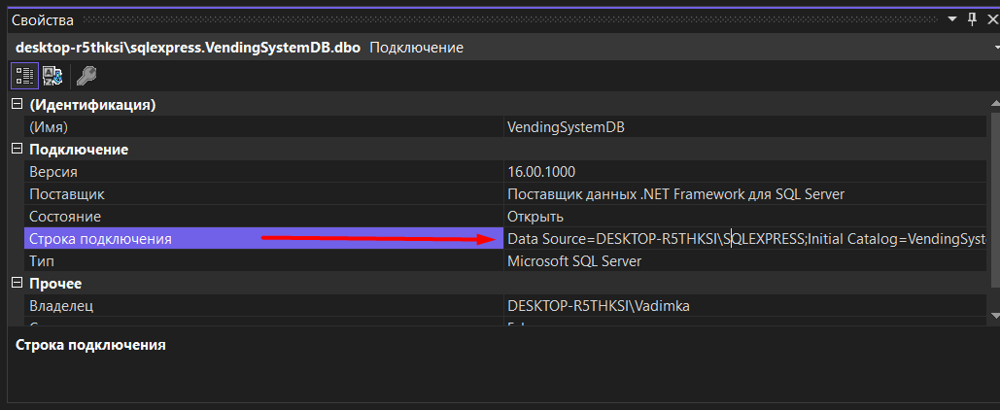 Свойства
desktop-r5thksi\sqlexpress.VendingSystemDB.dbo Подключение
(Идентификация)
(Имя) VendingSystemDB
Подключение
Версия 16.00.1000
Поставщик Поставщик данных .NET Framework для SQL Server
Состояние Открыть
Строка подключения Data Source=DESKTOP-R5THKSI\SQLEXPRESS;Initial Catalog=VendingSyst
Тип Microsoft SQL Server
Прочее
Владелец DESKTOP-R5THKSI\Vadimka
Строка подключения